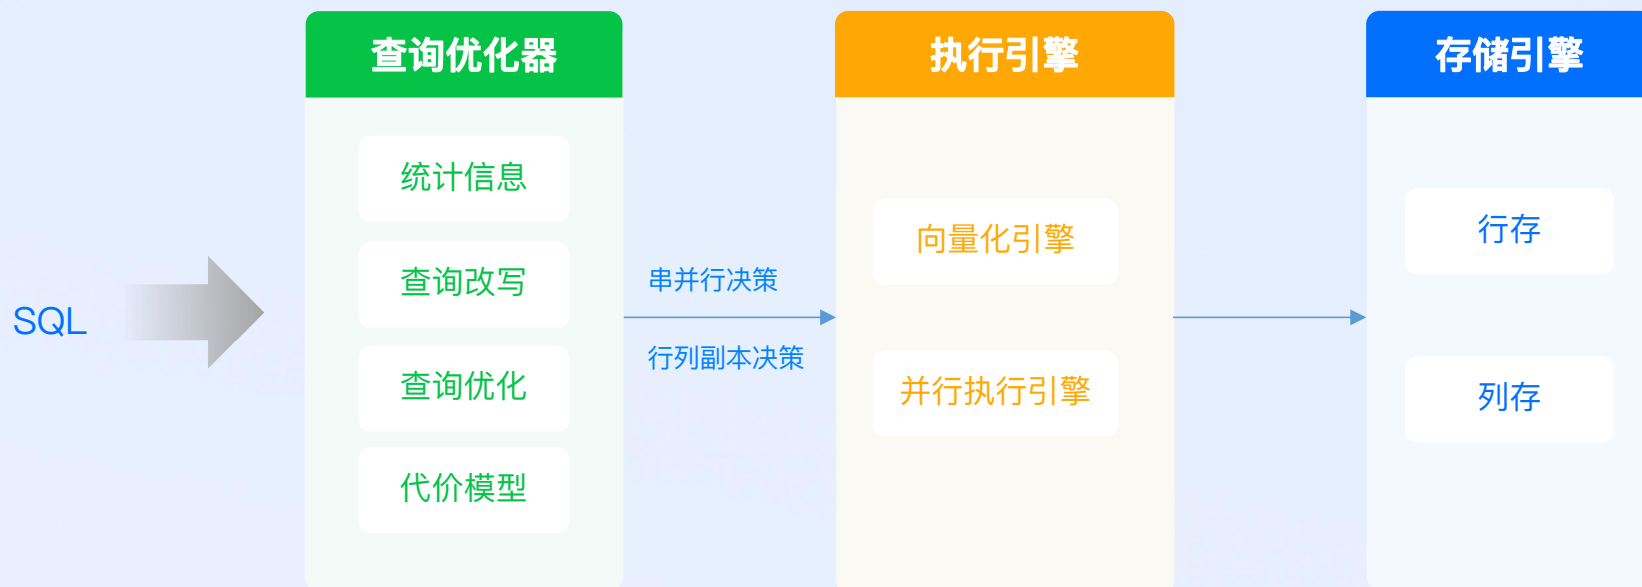 查询优化器
执行引擎
存储引擎
统计信息
查询改写
查询优化
代价模型
SQL
串并行决策
行列副本决策
向量化引擎
并行执行引擎
行存
列存